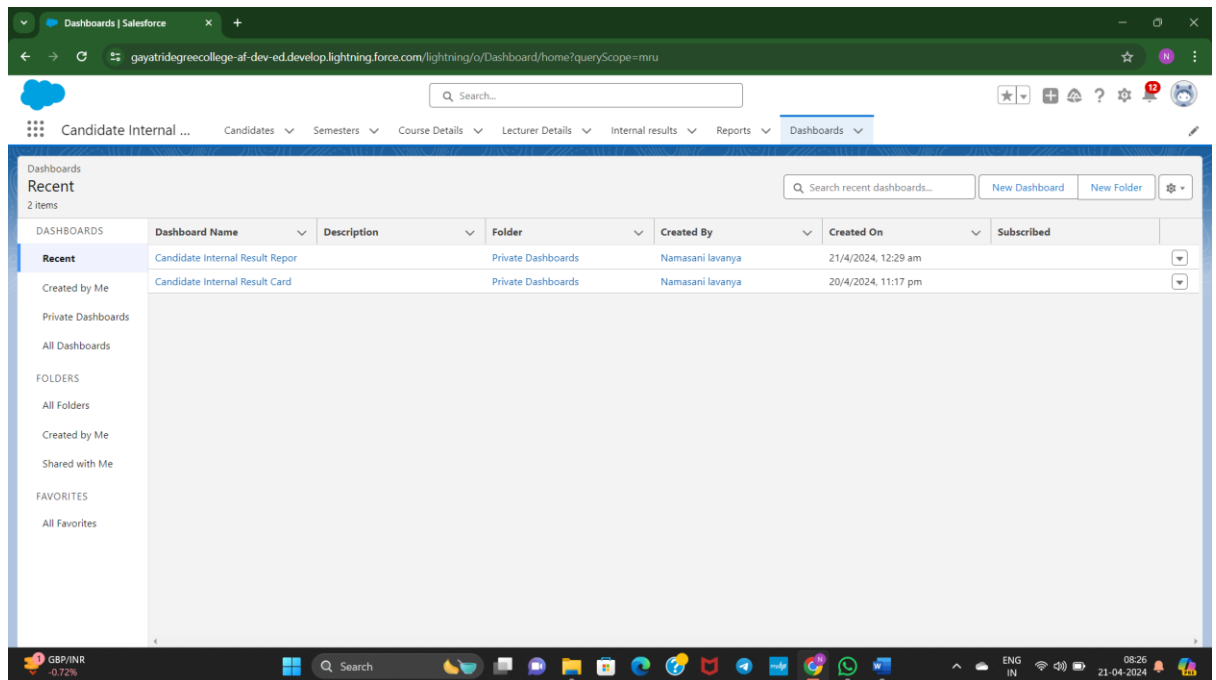 Dashboards | Salesforce
gayatridegreecollege-af-dev-ed.develop.lightning.force.com/lightning/o/Dashboard/home?queryScope=mru
N
Search...
12
Candidate Internal ... Candidates Semesters Course Details Lecturer Details Internal results Reports Dashboards
Dashboards
Recent
2 items
Search recent dashboards... New Dashboard New Folder
DASHBOARDS Dashboard Name Description Folder Created By Created On Subscribed
Recent Candidate Internal Result Repor Private Dashboards Namasani lavanya 21/4/2024, 12:29 am
Candidate Internal Result Card Private Dashboards Namasani lavanya 20/4/2024, 11:17 pm
Created by Me
Private Dashboards
All Dashboards
FOLDERS
All Folders
Created by Me
Shared with Me
FAVORITES
All Favorites
1 GBP/INR
-0.72%
Search
ENG
IN
08:26
21-04-2024